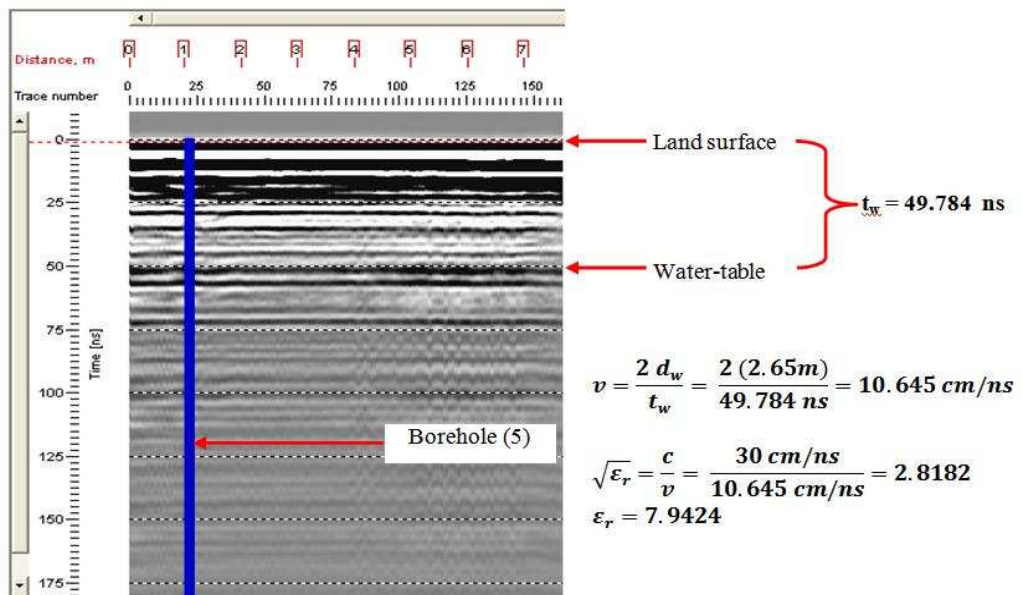 Distance, m
0 1 2 3 4 5 6 7
Trace number
0 25 50 75 100 125 150
0
25
50
75
100
125
150
175
Time [ns]
Land surface
t_w = 49.784 ns
Water-table
v = 2 d_w / t_w = 2 (2.65m) / 49.784 ns = 10.645 cm/ns
Borehole (5)
√ε_r = c / v = 30 cm/ns / 10.645 cm/ns = 2.8182
ε_r = 7.9424